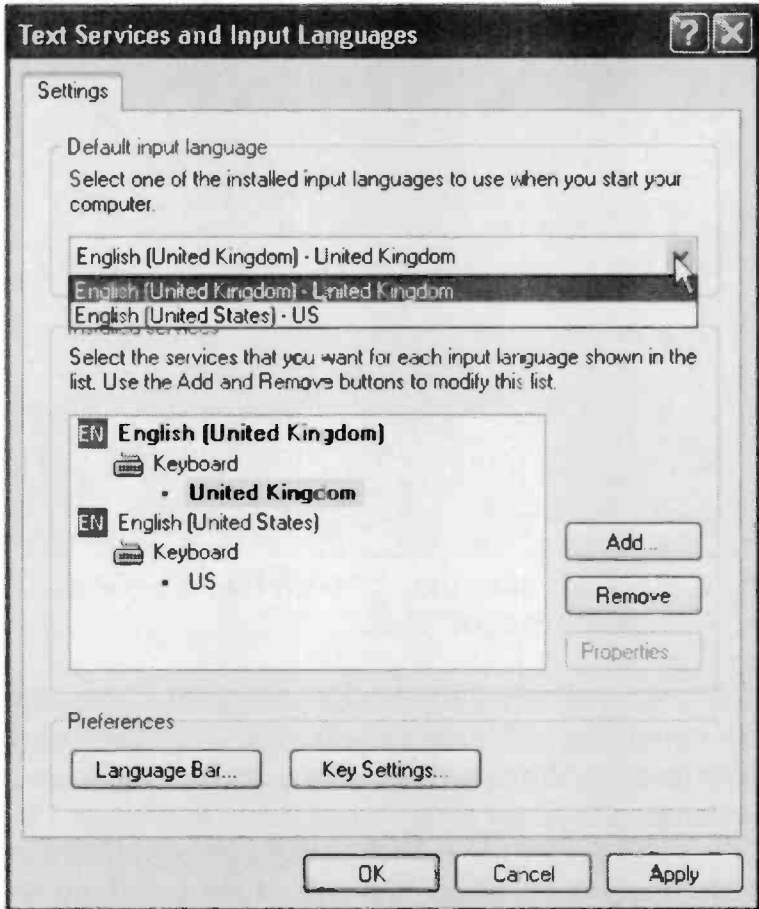 Text Services and Input Languages
Settings
Default input language
Select one of the installed input languages to use when you start your
computer.
English (United Kingdom) - United Kingdom
English (United Kingdom) - United Kingdom
English (United States) - US
Installed services
Select the services that you want for each input language shown in the
list. Use the Add and Remove buttons to modify this list.
EN English (United Kingdom)
Keyboard
• United Kingdom
EN English (United States)
Keyboard
• US
Add...
Remove
Properties...
Preferences
Language Bar...
Key Settings...
OK Cancel Apply